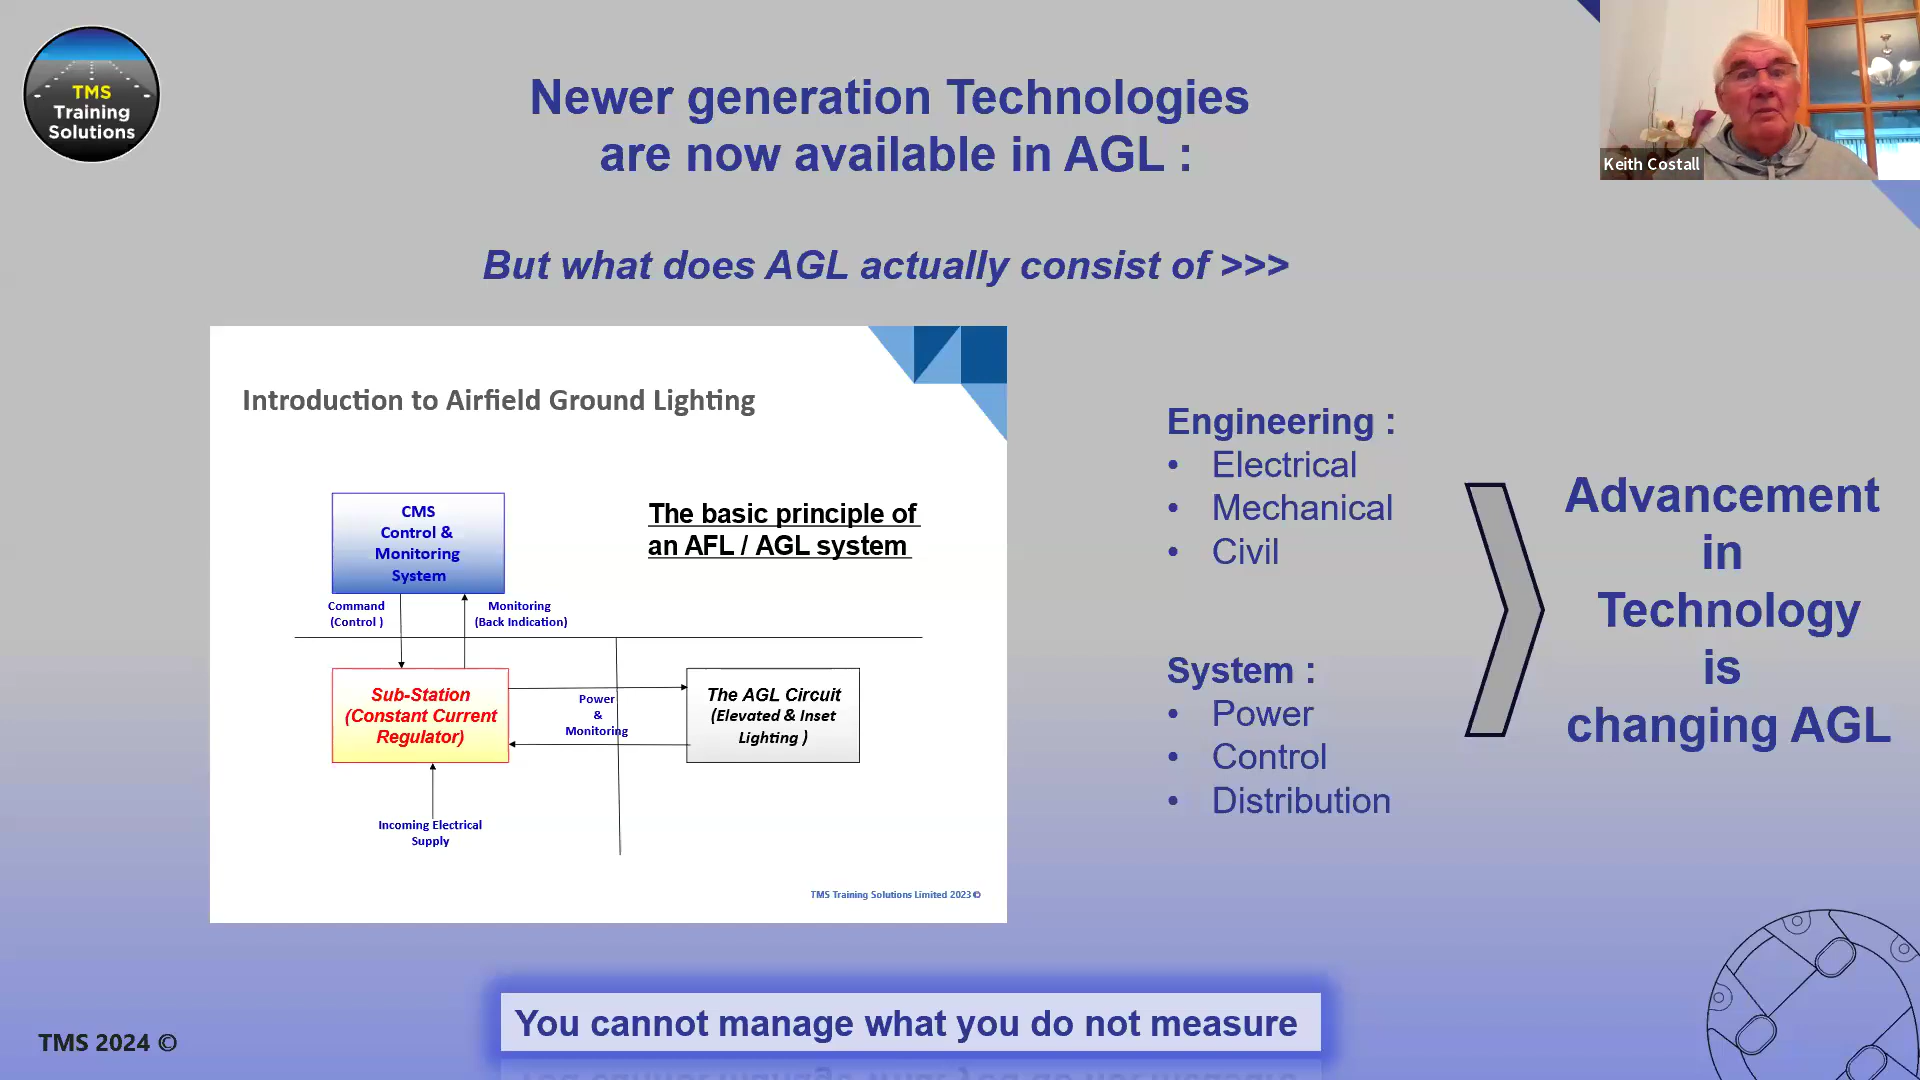 TMS
Training
Solutions
Newer generation Technologies
are now available in AGL :
Keith Costall
But what does AGL actually consist of >>>
Introduction to Airfield Ground Lighting
The basic principle of
an AFL / AGL system
CMS
Control &
Monitoring
System
Command
(Control )
Monitoring
(Back Indication)
Sub-Station
(Constant Current
Regulator)
Power
&
Monitoring
The AGL Circuit
(Elevated & Inset
Lighting )
Incoming Electrical
Supply
TMS Training Solutions Limited 2023©
Engineering :
• Electrical
• Mechanical
• Civil
System :
• Power
• Control
• Distribution
Advancement
in
Technology
is
changing AGL
You cannot manage what you do not measure
TMS 2024 ©